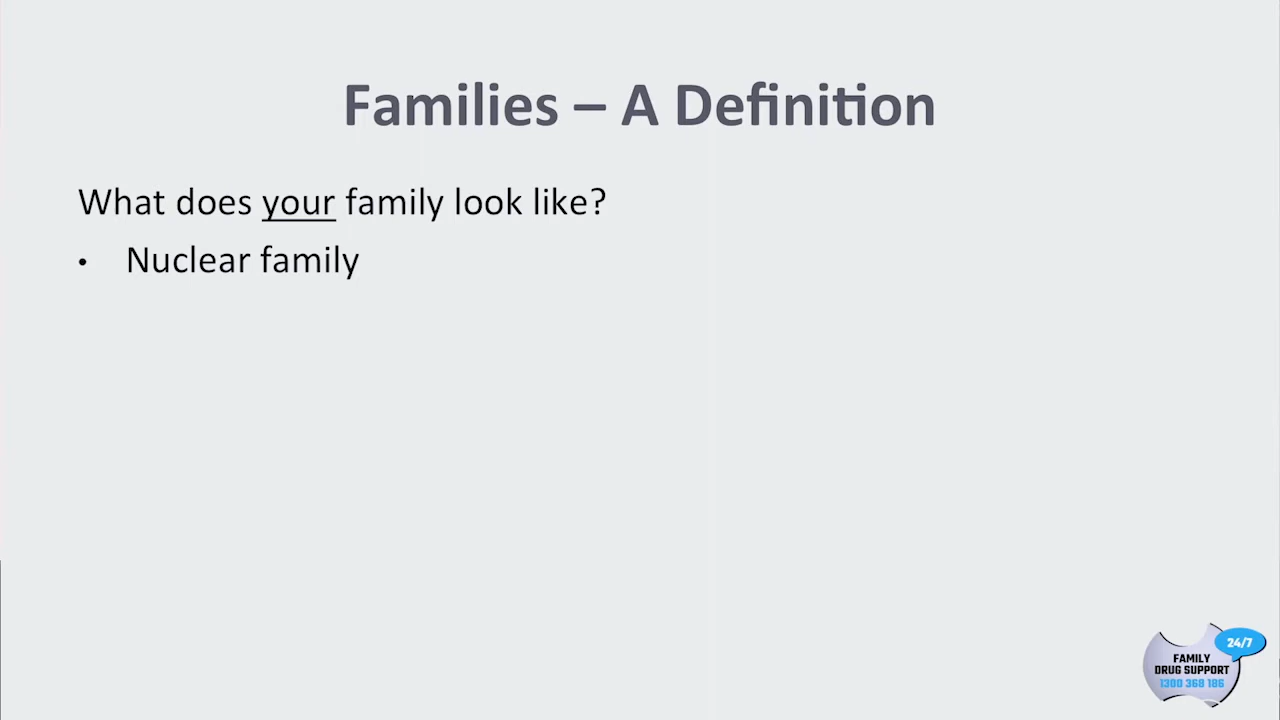 Families – A Definition
What does your family look like?
• Nuclear family
24/7
FAMILY
DRUG SUPPORT
1300 368 186